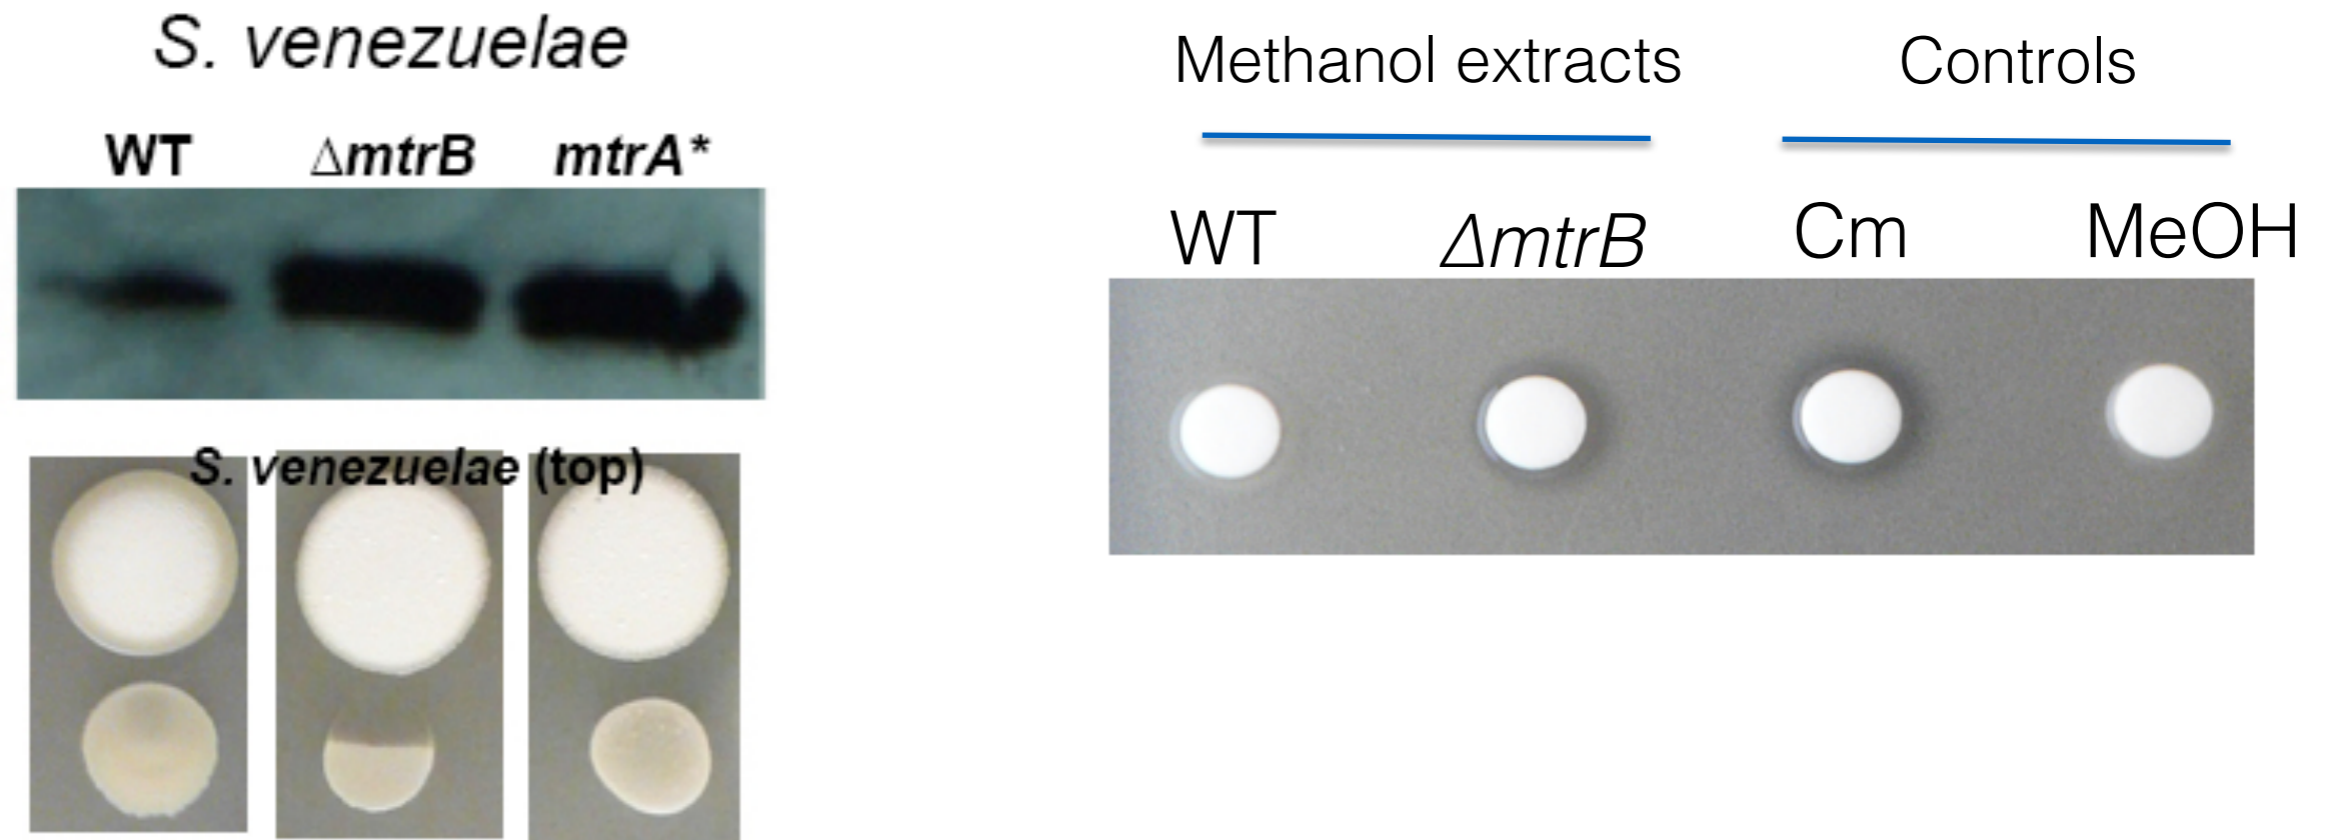 S. venezuelae
WT ΔmtrB mtrA*
S. venezuelae (top)
Methanol extracts Controls
WT ΔmtrB Cm MeOH